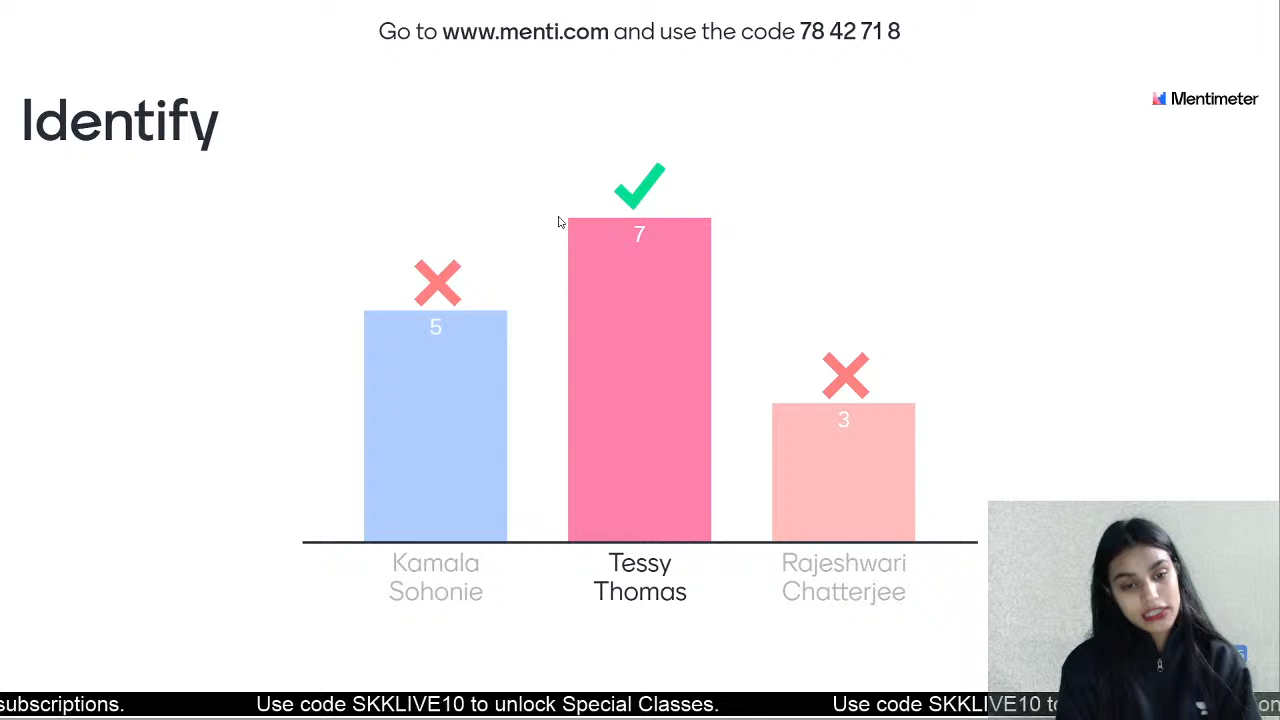 Go to www.menti.com and use the code 78 42 71 8
Identify
Mentimeter
7
5
3
Kamala
Sohonie
Tessy
Thomas
Rajeshwari
Chatterjee
subscriptions. Use code SKKLIVE10 to unlock Special Classes. Use code SKKLIVE10 to